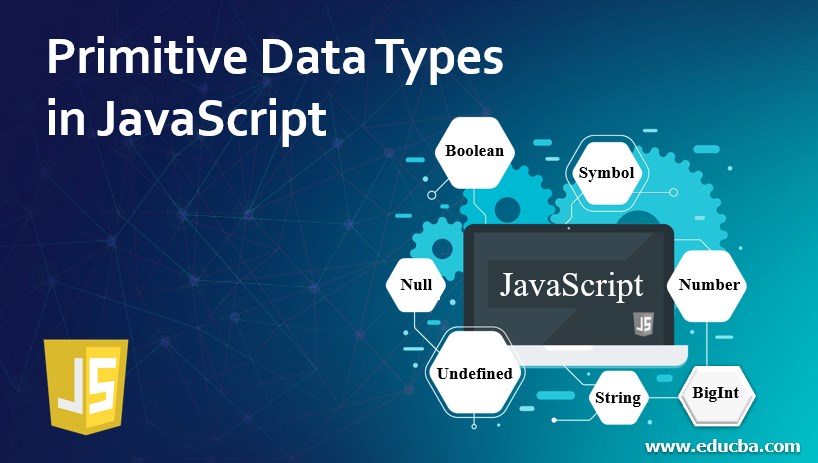 Primitive Data Types
in JavaScript
Boolean
Symbol
Null
JavaScript
Number
JS
JS
Undefined
String
BigInt
www.educba.com